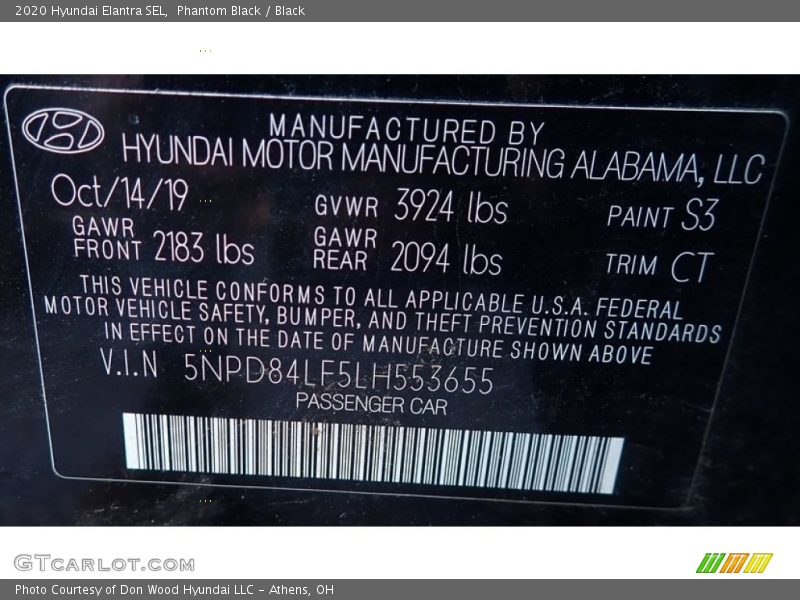 2020 Hyundai Elantra SEL,  Phantom Black / Black
MANUFACTURED BY
HYUNDAI MOTOR MANUFACTURING ALABAMA, LLC
Oct/14/19 GVWR 3924 lbs PAINT S3
GAWR FRONT 2183 lbs GAWR REAR 2094 lbs TRIM CT
THIS VEHICLE CONFORMS TO ALL APPLICABLE U.S.A. FEDERAL
MOTOR VEHICLE SAFETY, BUMPER, AND THEFT PREVENTION STANDARDS
IN EFFECT ON THE DATE OF MANUFACTURE SHOWN ABOVE
V.I.N 5NPD84LF5LH553655
PASSENGER CAR
GTCARLOT.COM
Photo Courtesy of Don Wood Hyundai LLC - Athens, OH